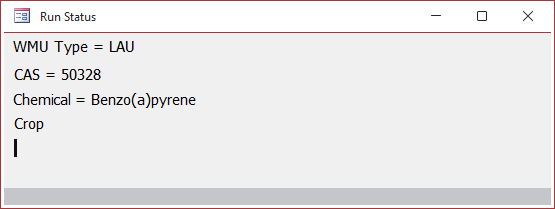 Run Status
WMU Type = LAU
CAS = 50328
Chemical = Benzo(a)pyrene
Crop